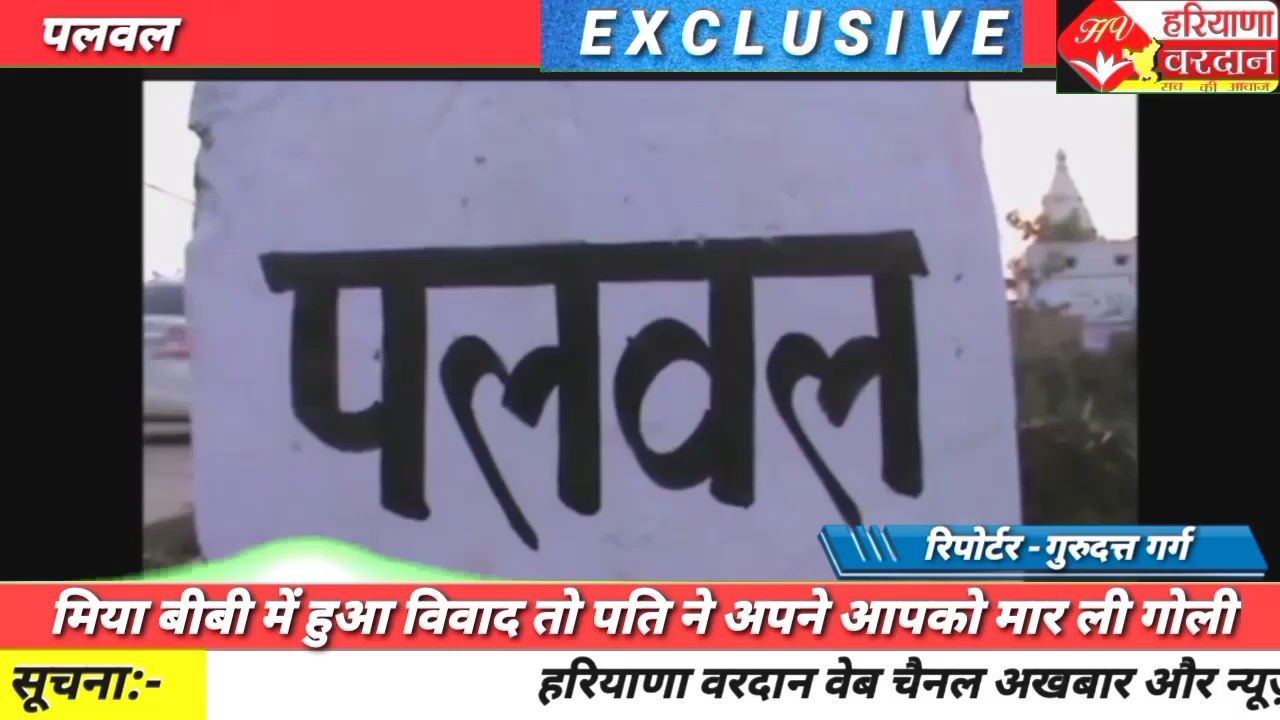 पलवल
EXCLUSIVE
HV
हरियाणा
वरदान
सच की आवाज
पलवल
रिपोर्टर - गुरुदत्त गर्ग
मिया बीबी में हुआ विवाद तो पति ने अपने आपको मार ली गोली
सूचना:- हरियाणा वरदान वेब चैनल अखबार और